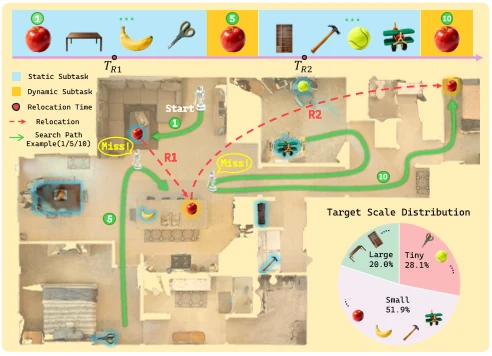 1
...
5
...
10
T_R1
T_R2
Static Subtask
Dynamic Subtask
Relocation Time
Relocation
Search Path
Example(1/5/10)
Start
1
Miss!
R1
R2
Miss!
10
5
Target Scale Distribution
Large
20.0%
Tiny
28.1%
Small
51.9%